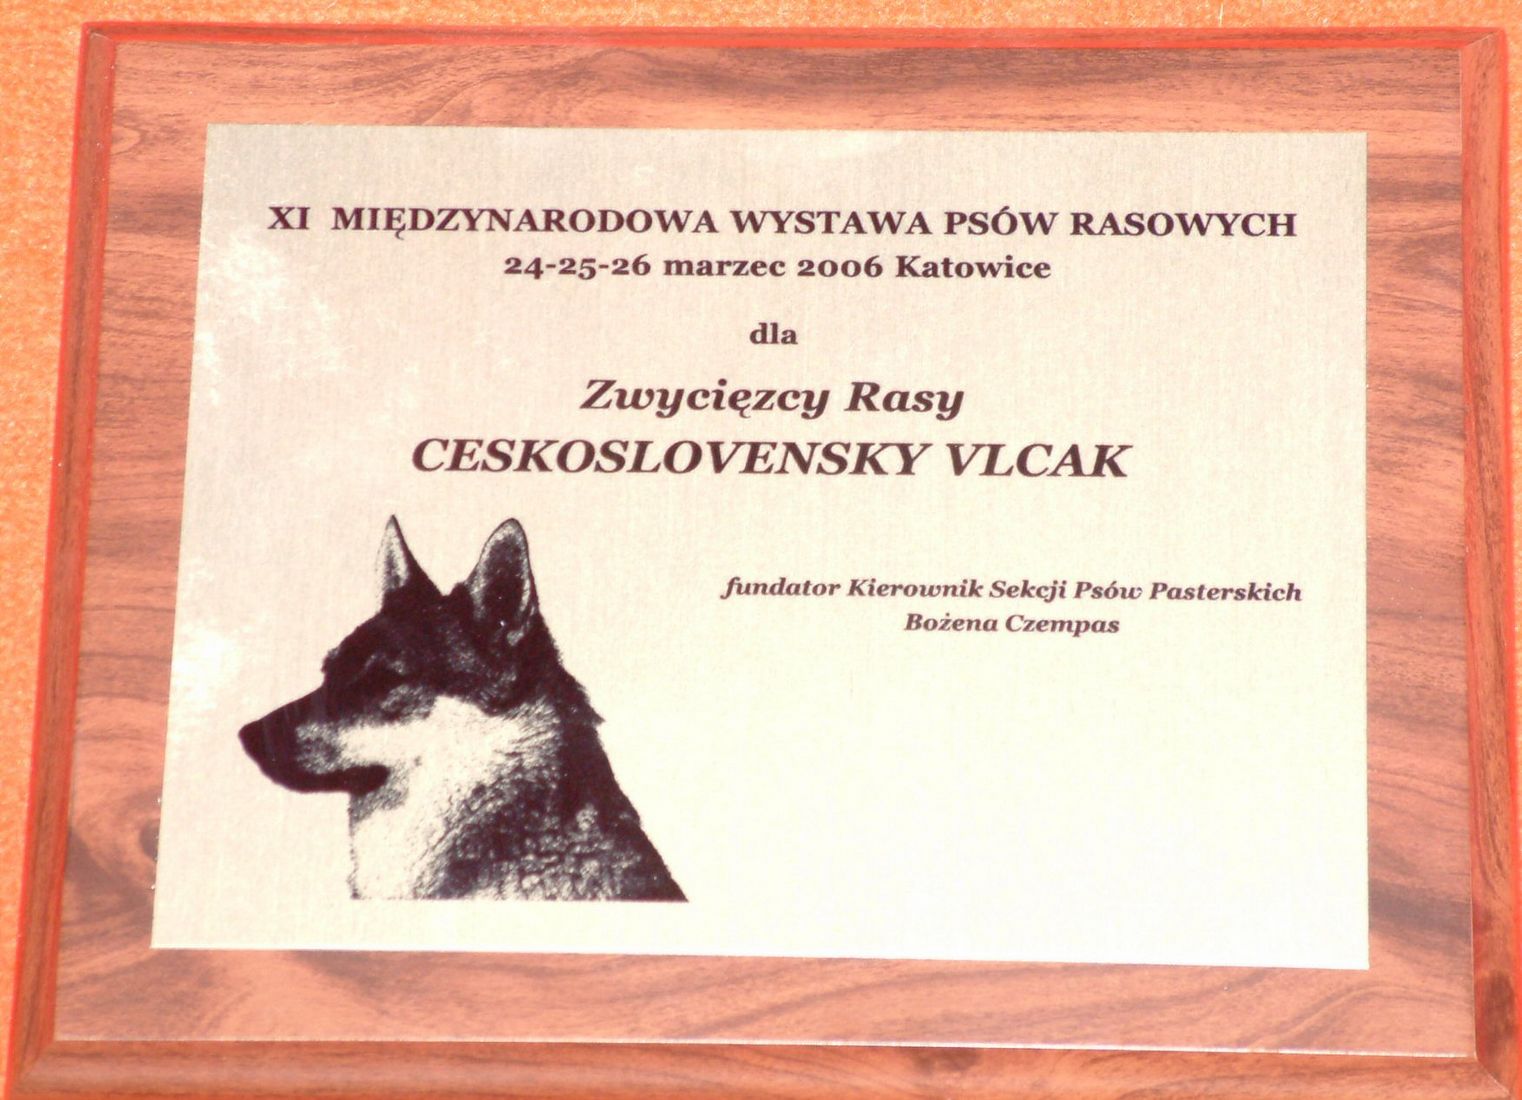 XI MIĘDZYNARODOWA WYSTAWA PSÓW RASOWYCH
24-25-26 marzec 2006 Katowice
dla
Zwycięzcy Rasy
CESKOSLOVENSKY VLCAK
fundator Kierownik Sekcji Psów Pasterskich
Bożena Czempas